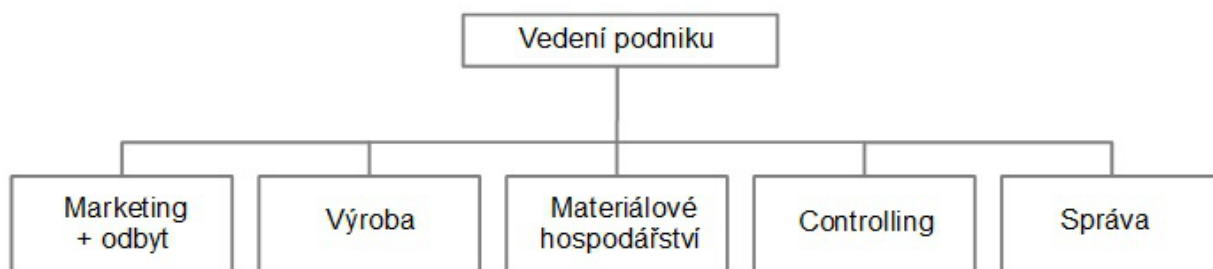 Vedení podniku
Marketing
+ odbyt
Výroba
Materiálové
hospodářství
Controlling
Správa